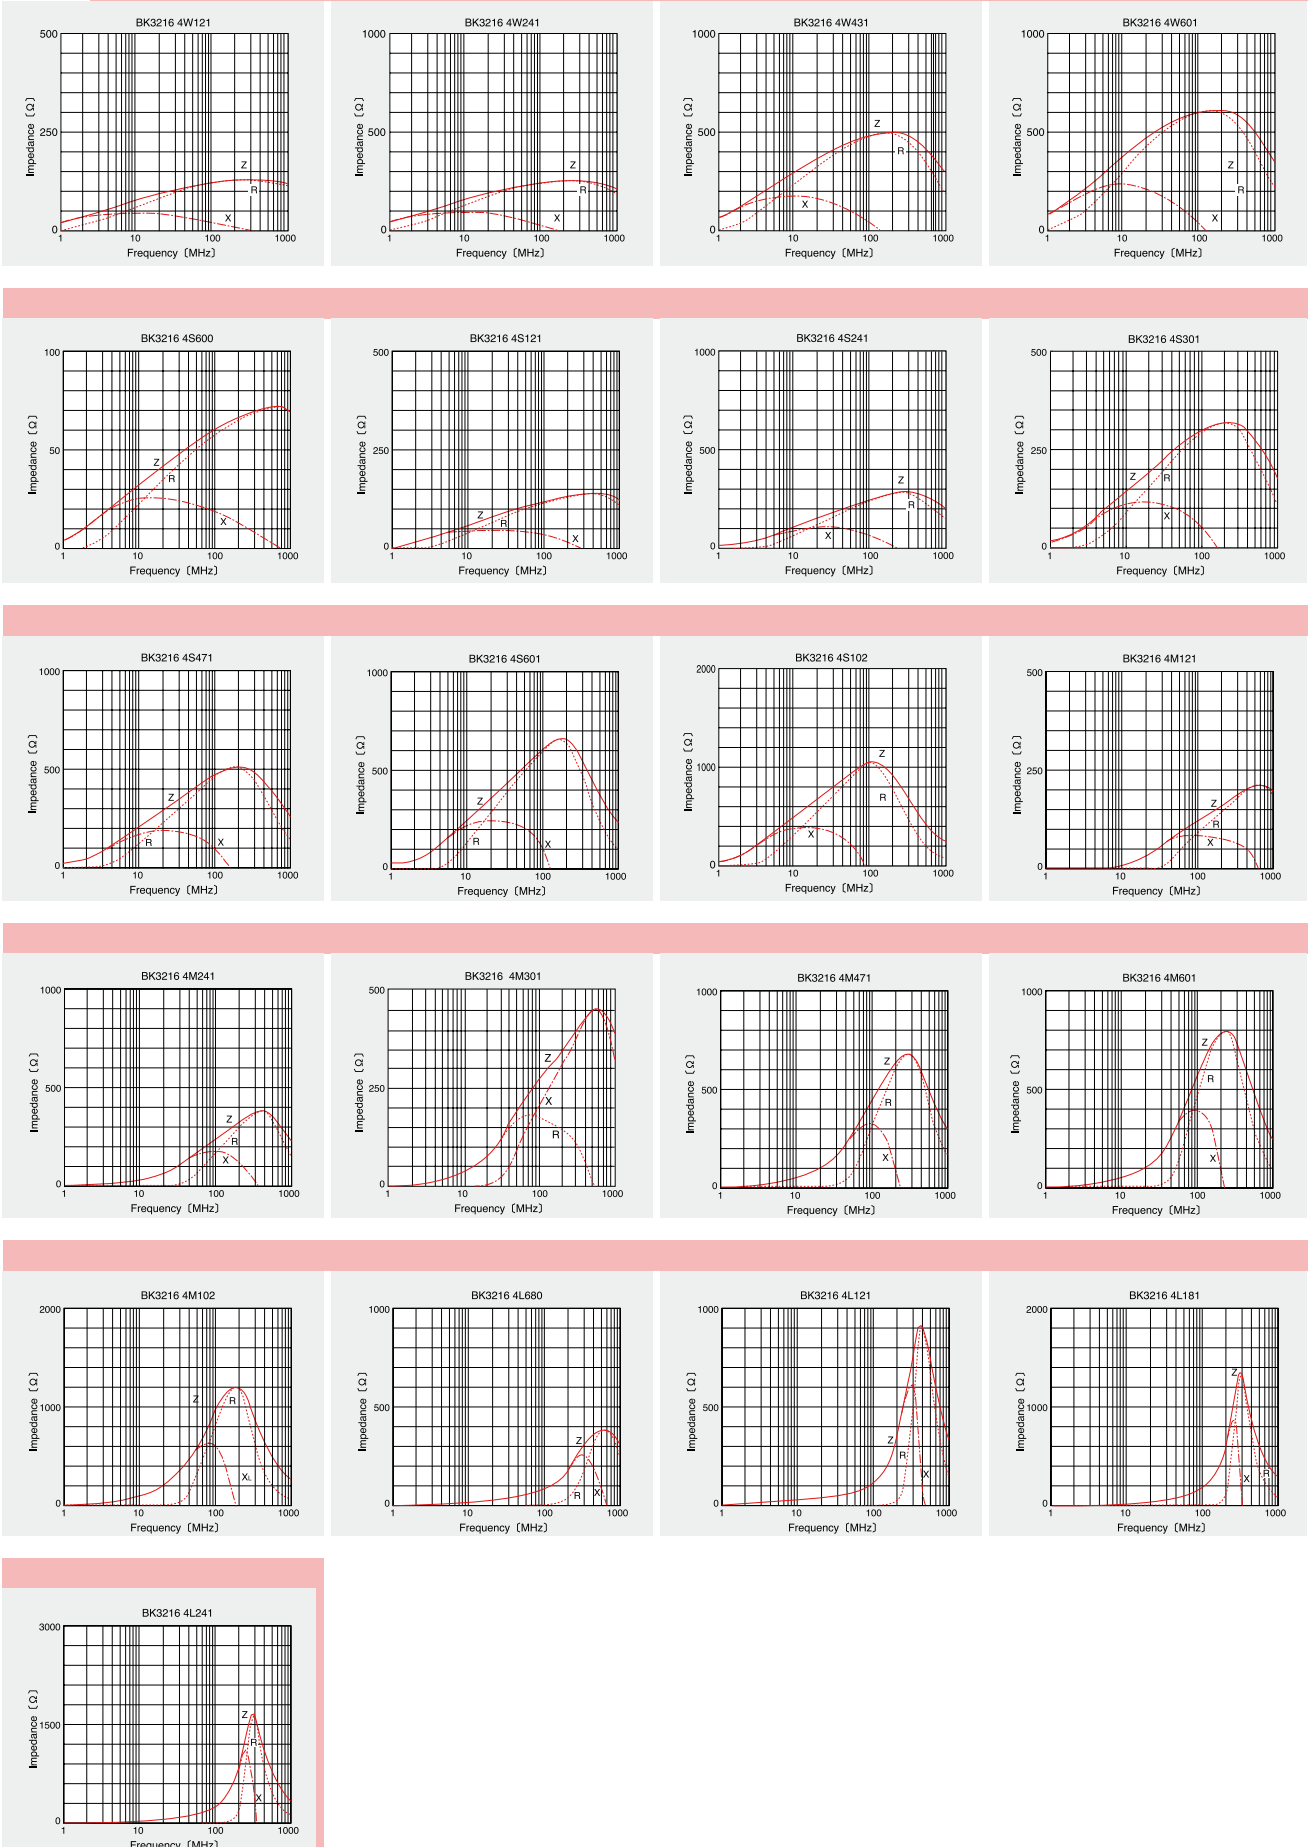 BK3216 4W121
500
250
0
Impedance〔Ω〕
Z
R
X
1
10
100
1000
Frequency〔MHz〕
BK3216 4W241
1000
500
0
Impedance〔Ω〕
Z
R
X
1
10
100
1000
Frequency〔MHz〕
BK3216 4W431
1000
500
0
Impedance〔Ω〕
Z
R
X
1
10
100
1000
Frequency〔MHz〕
BK3216 4W601
1000
500
0
Impedance〔Ω〕
Z
R
X
1
10
100
1000
Frequency〔MHz〕
BK3216 4S600
100
50
0
Impedance〔Ω〕
Z
R
X
1
10
100
1000
Frequency〔MHz〕
BK3216 4S121
500
250
0
Impedance〔Ω〕
Z
R
X
1
10
100
1000
Frequency〔MHz〕
BK3216 4S241
1000
500
0
Impedance〔Ω〕
Z
R
X
1
10
100
1000
Frequency〔MHz〕
BK3216 4S301
500
250
0
Impedance〔Ω〕
Z
R
X
1
10
100
1000
Frequency〔MHz〕
BK3216 4S471
1000
500
0
Impedance〔Ω〕
Z
R
X
1
10
100
1000
Frequency〔MHz〕
BK3216 4S601
1000
500
0
Impedance〔Ω〕
Z
R
X
1
10
100
1000
Frequency〔MHz〕
BK3216 4S102
2000
1000
0
Impedance〔Ω〕
Z
R
X
1
10
100
1000
Frequency〔MHz〕
BK3216 4M121
500
250
0
Impedance〔Ω〕
Z
R
X
1
10
100
1000
Frequency〔MHz〕
BK3216 4M241
1000
500
0
Impedance〔Ω〕
Z
R
X
1
10
100
1000
Frequency〔MHz〕
BK3216 4M301
500
250
0
Impedance〔Ω〕
Z
X
R
1
10
100
1000
Frequency〔MHz〕
BK3216 4M471
1000
500
0
Impedance〔Ω〕
Z
R
X
1
10
100
1000
Frequency〔MHz〕
BK3216 4M601
1000
500
0
Impedance〔Ω〕
Z
R
X
1
10
100
1000
Frequency〔MHz〕
BK3216 4M102
2000
1000
0
Impedance〔Ω〕
Z
R
XL
1
10
100
1000
Frequency〔MHz〕
BK3216 4L680
1000
500
0
Impedance〔Ω〕
Z
R
X
1
10
100
1000
Frequency〔MHz〕
BK3216 4L121
1000
500
0
Impedance〔Ω〕
Z
R
X
1
10
100
1000
Frequency〔MHz〕
BK3216 4L181
2000
1000
0
Impedance〔Ω〕
Z
R
X
1
10
100
1000
Frequency〔MHz〕
BK3216 4L241
3000
1500
0
Impedance〔Ω〕
Z
R
X
1
10
100
1000
Frequency〔MHz〕